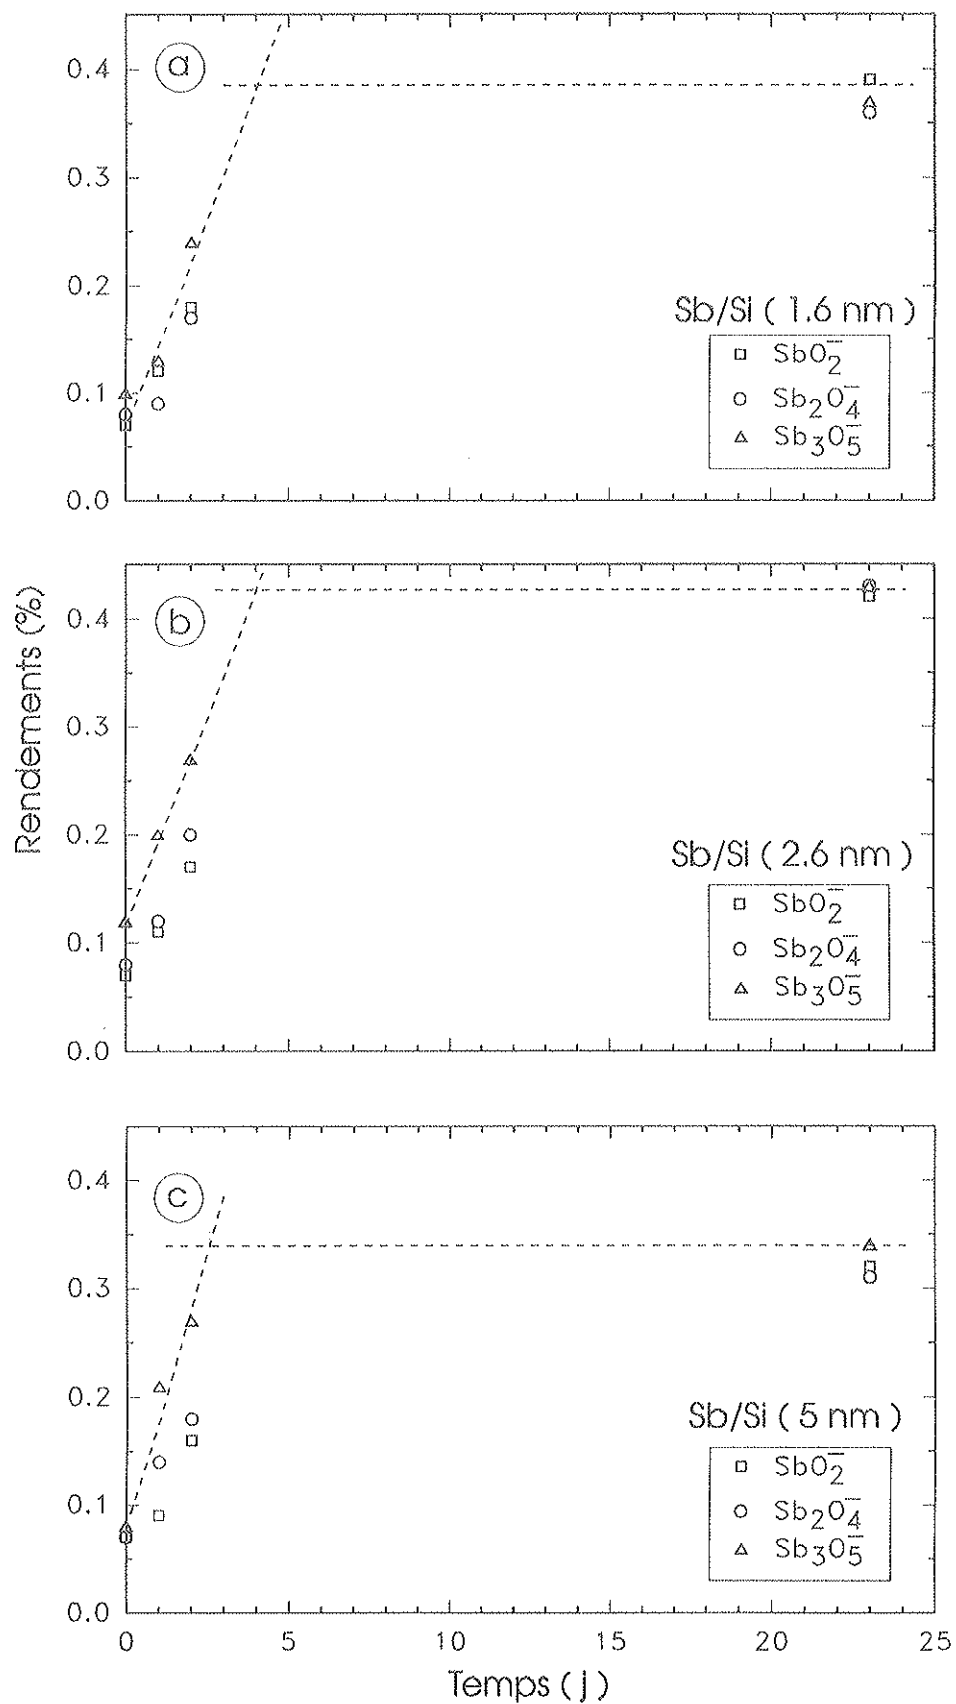 a
0.4
0.3
0.2
0.1
0.0
Sb/Si ( 1.6 nm )
SbO₂⁻
Sb₂O₄⁻
Sb₃O₅⁻
b
0.4
0.3
0.2
0.1
0.0
Sb/Si ( 2.6 nm )
SbO₂⁻
Sb₂O₄⁻
Sb₃O₅⁻
Rendements (%)
c
0.4
0.3
0.2
0.1
0.0
Sb/Si ( 5 nm )
SbO₂⁻
Sb₂O₄⁻
Sb₃O₅⁻
0 5 10 15 20 25
Temps ( j )